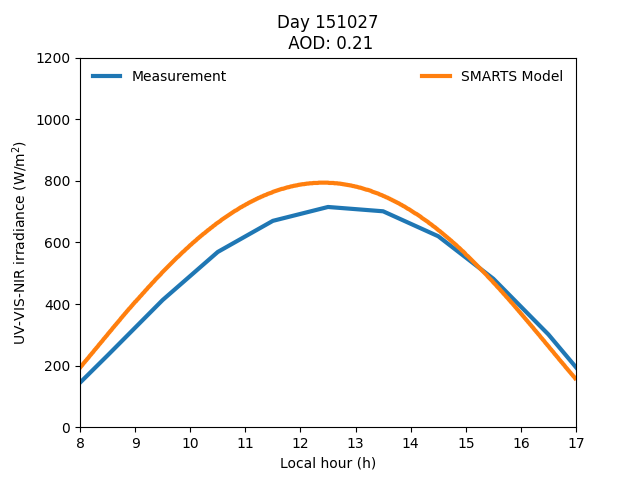 Day 151027
AOD: 0.21
Measurement
SMARTS Model
UV-VIS-NIR irradiance (W/m²)
1200
1000
800
600
400
200
0
8 9 10 11 12 13 14 15 16 17
Local hour (h)